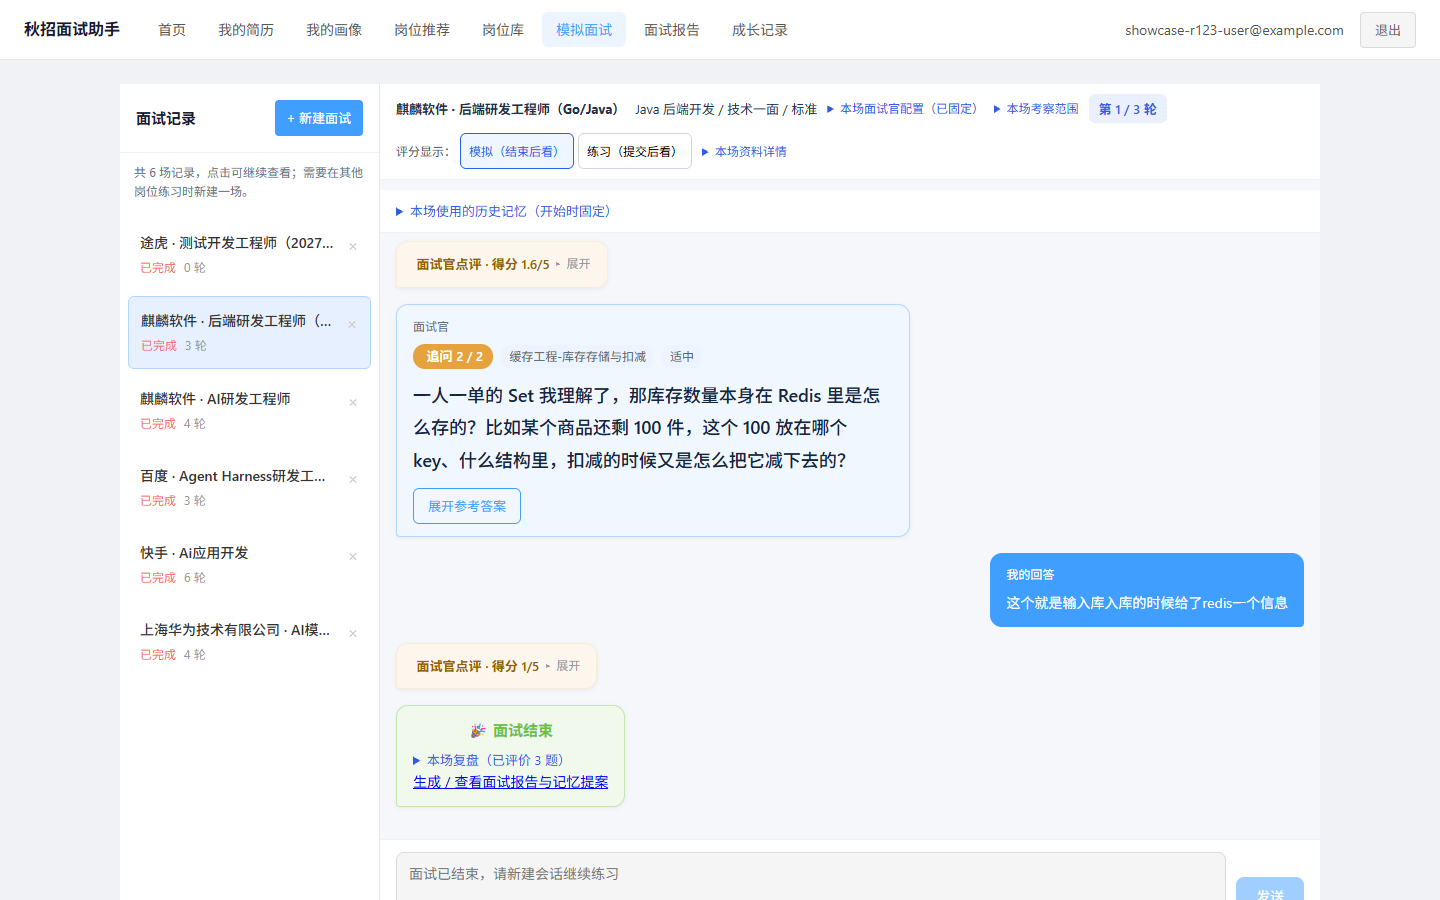 秋招面试助手
首页
我的简历
我的画像
岗位推荐
岗位库
模拟面试
面试报告
成长记录
showcase-r123-user@example.com
退出
面试记录
+ 新建面试
共 6 场记录，点击可继续查看；需要在其他
岗位练习时新建一场。
途虎 · 测试开发工程师（2027...
×
已完成 0 轮
麒麟软件 · 后端研发工程师（...
×
已完成 3 轮
麒麟软件 · AI研发工程师
×
已完成 4 轮
百度 · Agent Harness研发工...
×
已完成 3 轮
快手 · Ai应用开发
×
已完成 6 轮
上海华为技术有限公司 · AI模...
×
已完成 4 轮
麒麟软件 · 后端研发工程师（Go/Java） Java 后端开发 / 技术一面 / 标准 ▶ 本场面试官配置（已固定） ▶ 本场考察范围 第 1 / 3 轮
评分显示： 模拟（结束后看） 练习（提交后看） ▶ 本场资料详情
▶ 本场使用的历史记忆（开始时固定）
面试官点评 · 得分 1.6/5 ▸ 展开
面试官
追问 2 / 2 缓存工程-库存存储与扣减 适中
一人一单的 Set 我理解了，那库存数量本身在 Redis 里是怎
么存的？比如某个商品还剩 100 件，这个 100 放在哪个
key、什么结构里，扣减的时候又是怎么把它减下去的？
展开参考答案
我的回答
这个就是输入库入库的时候给了redis一个信息
面试官点评 · 得分 1/5 ▸ 展开
🎉 面试结束
▶ 本场复盘（已评价 3 题）
生成 / 查看面试报告与记忆提案
面试已结束，请新建会话继续练习
发送